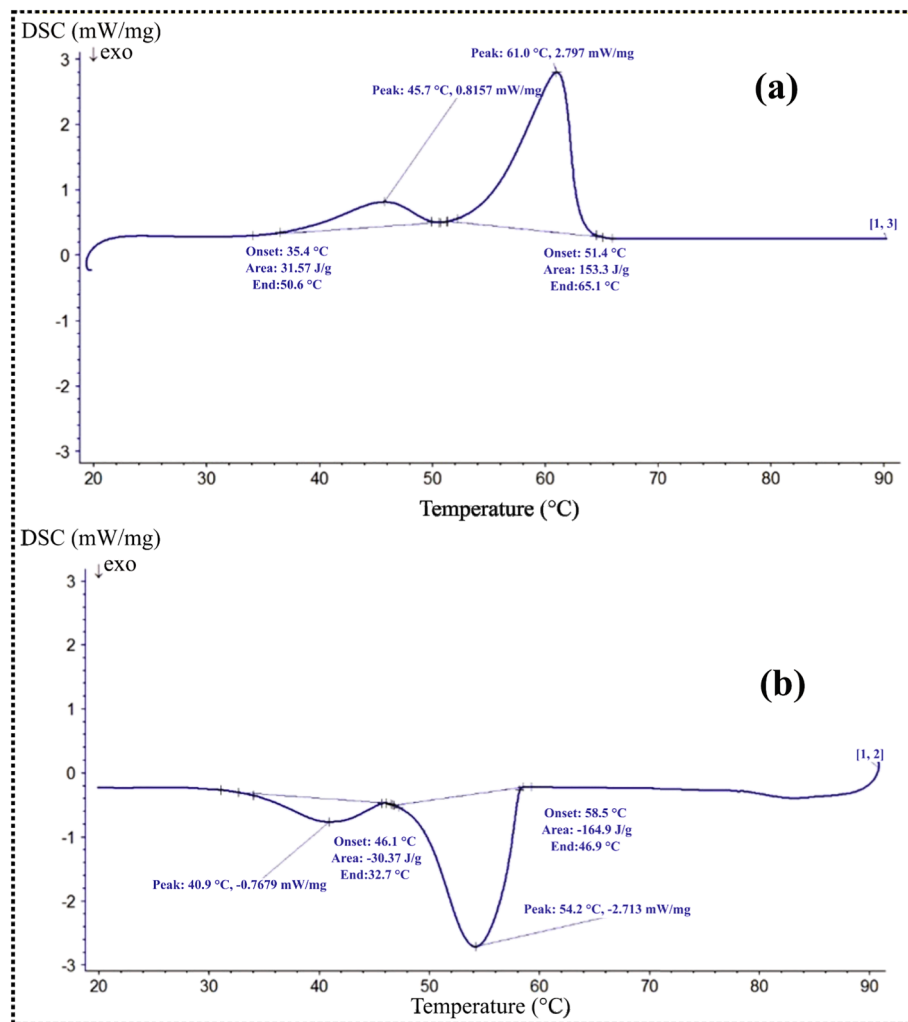 DSC (mW/mg)
↓exo
Peak: 61.0 °C, 2.797 mW/mg
Peak: 45.7 °C, 0.8157 mW/mg
(a)
3
2
1
0
-1
-2
-3
[1, 3]
Onset: 35.4 °C
Area: 31.57 J/g
End:50.6 °C
Onset: 51.4 °C
Area: 153.3 J/g
End:65.1 °C
20 30 40 50 60 70 80 90
Temperature (°C)
DSC (mW/mg)
↓exo
(b)
3
2
1
0
-1
-2
-3
[1, 2]
Onset: 46.1 °C
Area: -30.37 J/g
End:32.7 °C
Onset: 58.5 °C
Area: -164.9 J/g
End:46.9 °C
Peak: 40.9 °C, -0.7679 mW/mg
Peak: 54.2 °C, -2.713 mW/mg
20 30 40 50 60 70 80 90
Temperature (°C)